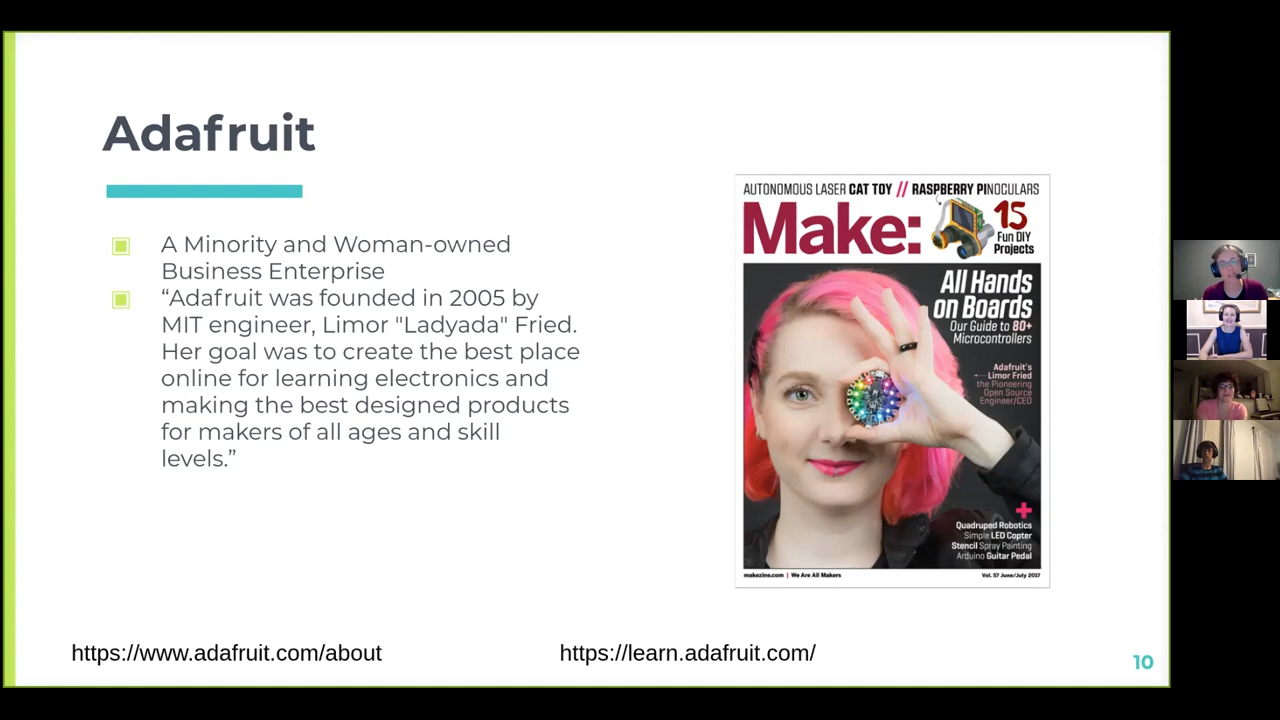 Adafruit
A Minority and Woman-owned
Business Enterprise
“Adafruit was founded in 2005 by
MIT engineer, Limor "Ladyada" Fried.
Her goal was to create the best place
online for learning electronics and
making the best designed products
for makers of all ages and skill
levels.”
AUTONOMOUS LASER CAT TOY // RASPBERRY PINOCULARS
Make:
15
Fun DIY
Projects
All Hands
on Boards
Our Guide to 80+
Microcontrollers
Adafruit's
Limor Fried
the Pioneering
Open Source
Engineer/CEO
+
Quadruped Robotics
Simple LED Copter
Stencil Spray Painting
Arduino Guitar Pedal
makezine.com | We Are All Makers
Vol. 57 June/July 2017
https://www.adafruit.com/about
https://learn.adafruit.com/
10